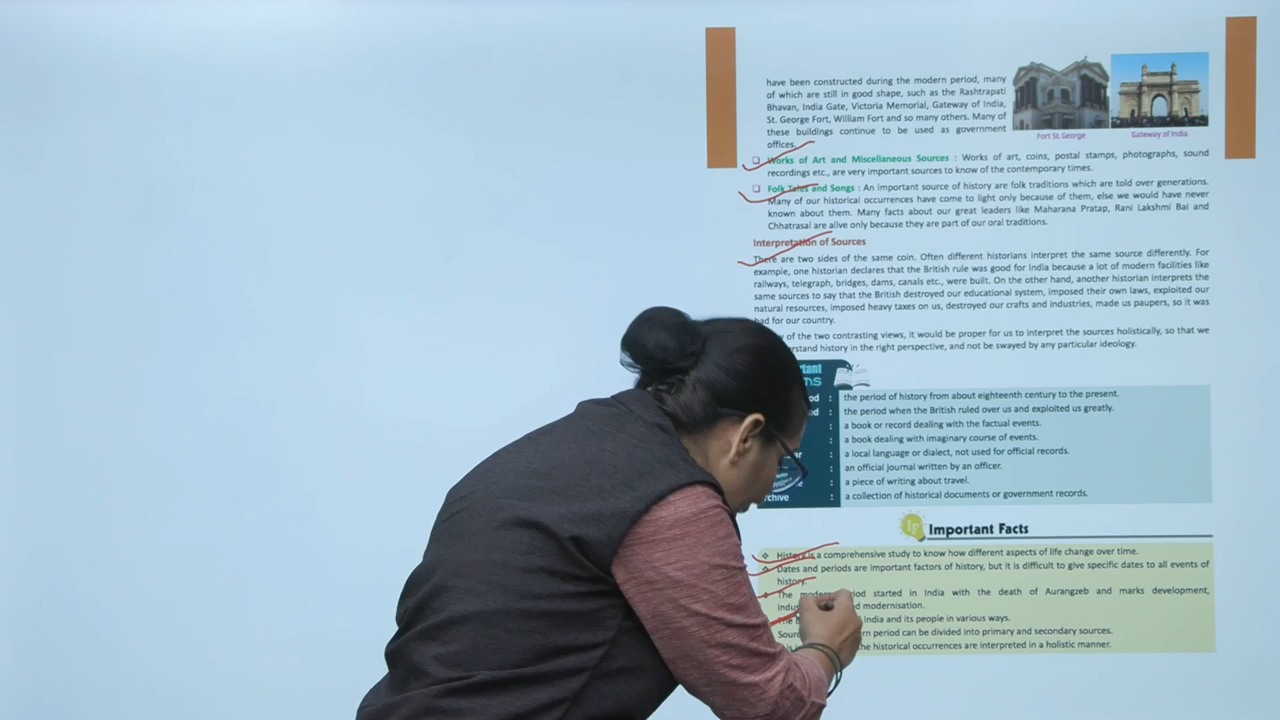 have been constructed during the modern period, many
of which are still in good shape, such as the Rashtrapati
Bhavan, India Gate, Victoria Memorial, Gateway of India,
St. George Fort, William Fort and so many others. Many of
these buildings continue to be used as government
offices.
Fort St. George
Gateway of India
Works of Art and Miscellaneous Sources : Works of art, coins, postal stamps, photographs, sound
recordings etc., are very important sources to know of the contemporary times.
Folk Tales and Songs : An important source of history are folk traditions which are told over generations.
Many of our historical occurrences have come to light only because of them, else we would have never
known about them. Many facts about our great leaders like Maharana Pratap, Rani Lakshmi Bai and
Chhatrasal are alive only because they are part of our oral traditions.
Interpretation of Sources
There are two sides of the same coin. Often different historians interpret the same source differently. For
example, one historian declares that the British rule was good for India because a lot of modern facilities like
railways, telegraph, bridges, dams, canals etc., were built. On the other hand, another historian interprets the
same sources to say that the British destroyed our educational system, imposed their own laws, exploited our
natural resources, imposed heavy taxes on us, destroyed our crafts and industries, made us paupers, so it was
bad for our country.
of the two contrasting views, it would be proper for us to interpret the sources holistically, so that we
history in the right perspective, and not be swayed by any particular ideology.
: the period of history from about eighteenth century to the present.
: the period when the British ruled over us and exploited us greatly.
: a book or record dealing with the factual events.
: a book dealing with imaginary course of events.
: a local language or dialect, not used for official records.
: an official journal written by an officer.
: a piece of writing about travel.
: a collection of historical documents or government records.
IF Important Facts
History is a comprehensive study to know how different aspects of life change over time.
Dates and periods are important factors of history, but it is difficult to give specific dates to all events of
history.
The modern period started in India with the death of Aurangzeb and marks development,
modernisation.
The India and its people in various ways.
period can be divided into primary and secondary sources.
the historical occurrences are interpreted in a holistic manner.